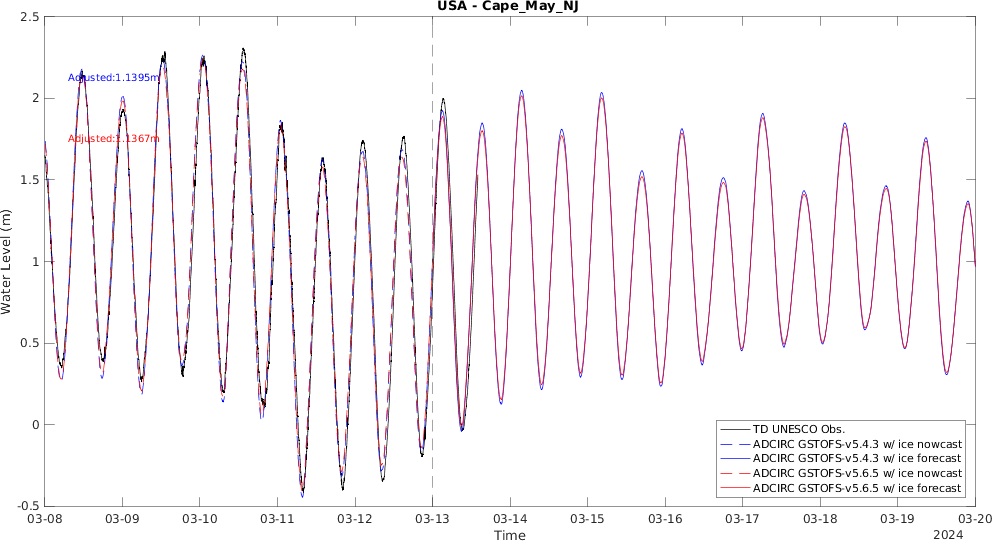 USA - Cape_May_NJ
2.5
2
1.5
1
0.5
0
-0.5
Water Level (m)
Adjusted:1.1395m
Adjusted:1.1367m
TD UNESCO Obs.
ADCIRC GSTOFS-v5.4.3 w/ ice nowcast
ADCIRC GSTOFS-v5.4.3 w/ ice forecast
ADCIRC GSTOFS-v5.6.5 w/ ice nowcast
ADCIRC GSTOFS-v5.6.5 w/ ice forecast
03-08 03-09 03-10 03-11 03-12 03-13 03-14 03-15 03-16 03-17 03-18 03-19 03-20
Time
2024